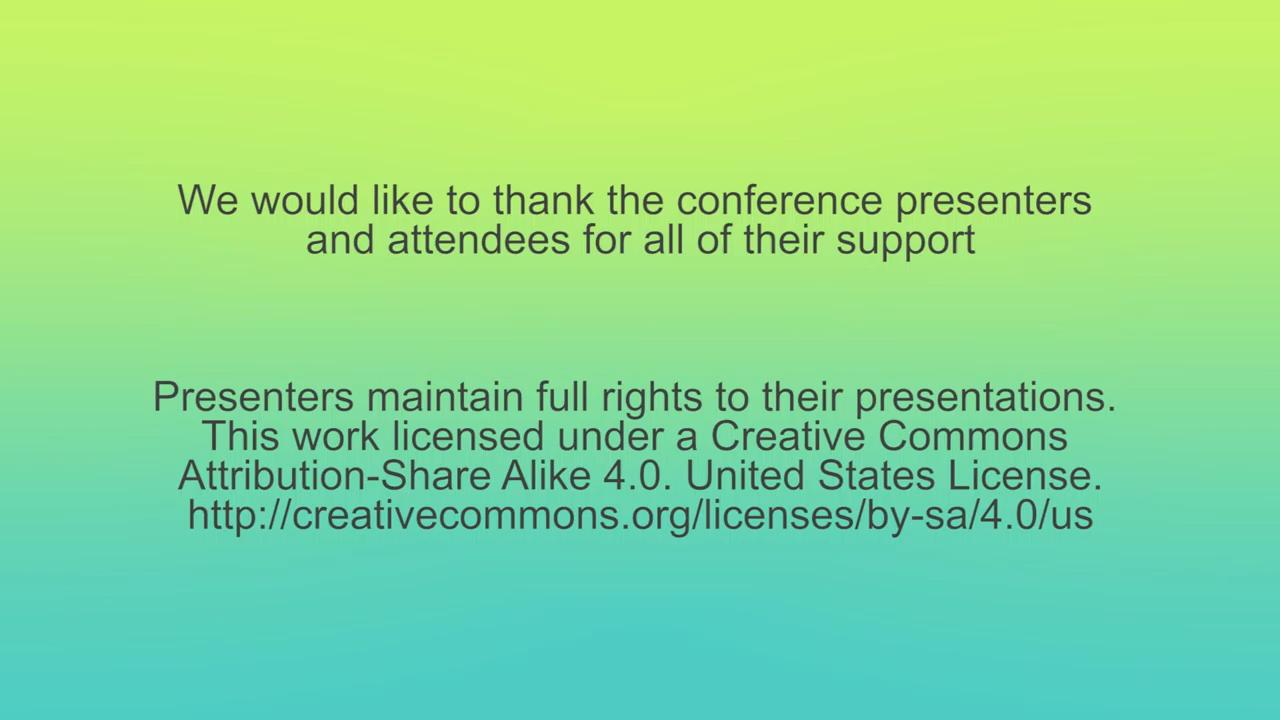 We would like to thank the conference presenters
and attendees for all of their support
Presenters maintain full rights to their presentations.
This work licensed under a Creative Commons
Attribution-Share Alike 4.0. United States License.
http://creativecommons.org/licenses/by-sa/4.0/us